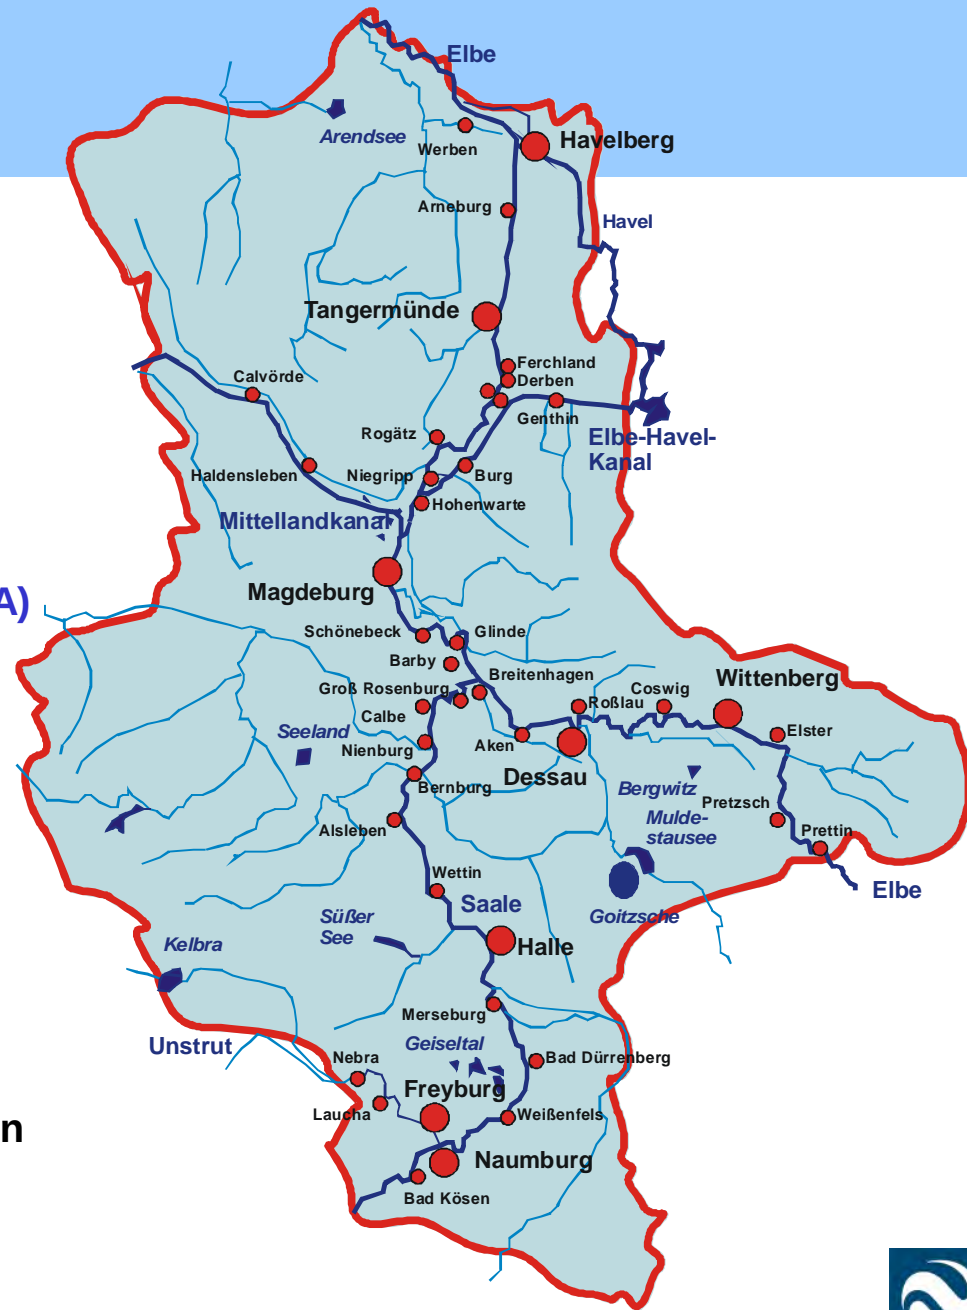 Elbe
Arendsee
Havelberg
Werben
Arneburg
Havel
Tangermünde
Ferchland
Calvörde
Derben
Genthin
Rogätz
Elbe-Havel-
Kanal
Haldensleben
Niegripp
Burg
Hohenwarte
Mittellandkanal
Magdeburg
A)
Schönebeck
Glinde
Barby
Breitenhagen
Wittenberg
Groß Rosenburg
Coswig
Roßlau
Calbe
Seeland
Elster
Nienburg
Aken
Dessau
Bernburg
Bergwitz
Pretzsch
Mulde-
stausee
Alsleben
Prettin
Wettin
Elbe
Saale
Süßer
See
Goitzsche
Kelbra
Halle
Merseburg
Unstrut
Geiseltal
Nebra
Bad Dürrenberg
Freyburg
Laucha
Weißenfels
n
Naumburg
Bad Kösen